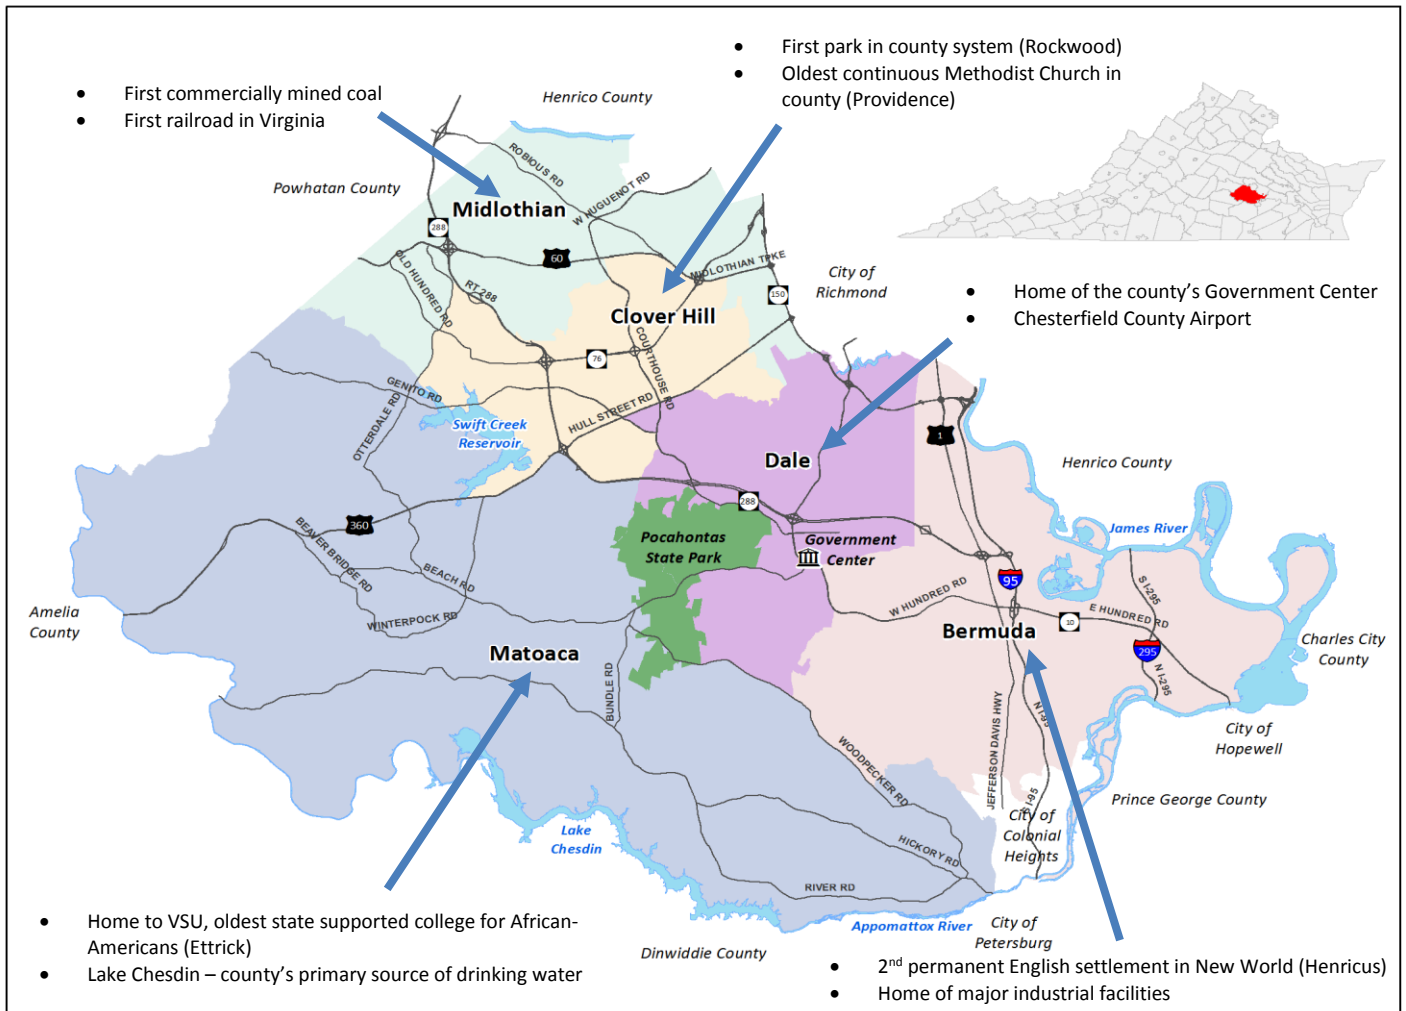 • First park in county system (Rockwood)
• Oldest continuous Methodist Church in
county (Providence)
• First commercially mined coal
• First railroad in Virginia
Henrico County
Powhatan County
ROBIOUS RD
W HUGUENOT RD
Midlothian
288
60
OLD HUNDRED RD
RT 288
MIDLOTHIAN TPKE
150
City of
Richmond
• Home of the county’s Government Center
• Chesterfield County Airport
Clover Hill
76
COURTHOUSE RD
GENITO RD
OTTERDALE RD
HULL STREET RD
Swift Creek
Reservoir
1
Dale
Henrico County
288
360
BEAVER BRIDGE RD
BEACH RD
WINTERPOCK RD
Pocahontas
State Park
Government
Center
James River
95
W HUNDRED RD
10
E HUNDRED RD
S I-295
295
N I-295
Amelia
County
Charles City
County
Bermuda
Matoaca
BUNDLE RD
JEFFERSON DAVIS HWY
N I-95
S I-95
City of
Hopewell
WOODPECKER RD
Prince George County
City of
Colonial
Heights
Lake
Chesdin
HICKORY RD
RIVER RD
Appomattox River
City of
Petersburg
Dinwiddie County
• Home to VSU, oldest state supported college for African-
Americans (Ettrick)
• Lake Chesdin – county’s primary source of drinking water
• 2nd permanent English settlement in New World (Henricus)
• Home of major industrial facilities